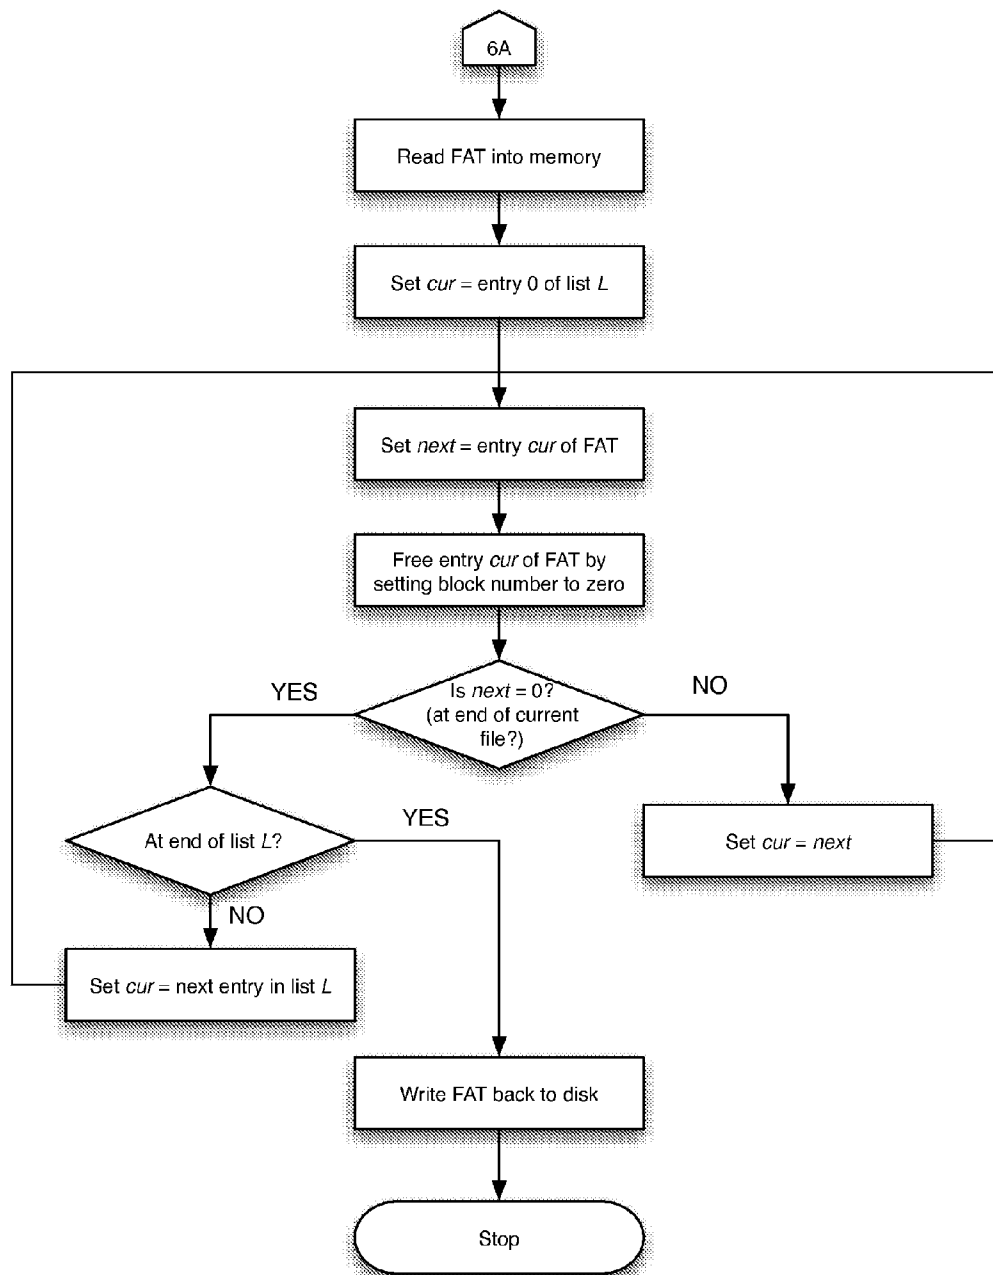 6A
Read FAT into memory
Set cur = entry 0 of list L
Set next = entry cur of FAT
Free entry cur of FAT by
setting block number to zero
Is next = 0?
(at end of current
file?)
YES
NO
At end of list L?
YES
NO
Set cur = next
Set cur = next entry in list L
Write FAT back to disk
Stop